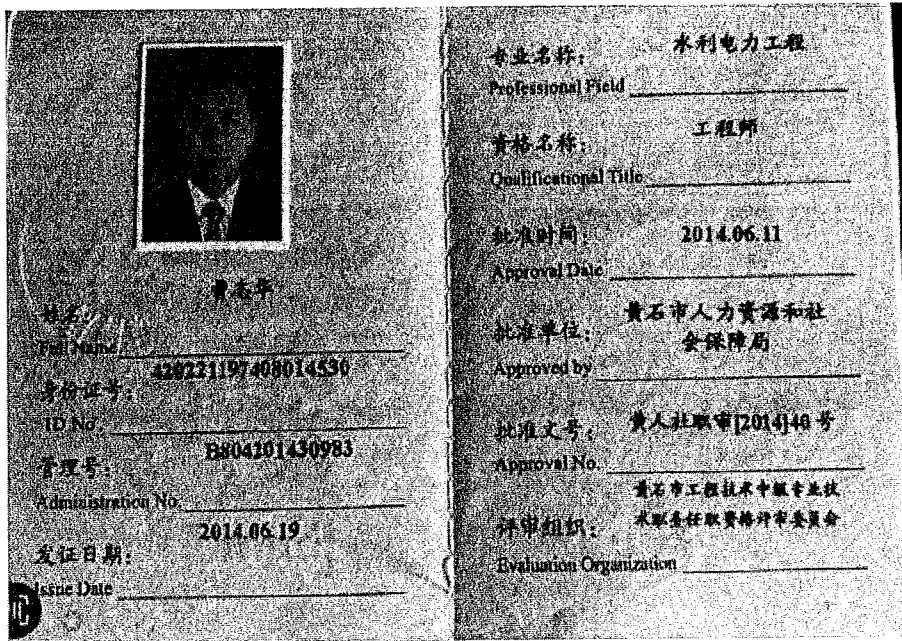 姓名:
Full Name
身份证号:
420221197408014530
ID No.
管理号:
B804201430983
Administration No.
发证日期:
2014.06.19
Issue Date
专业名称:
水利电力工程
Professional Field
资格名称:
工程师
Qualificational Title
批准时间:
2014.06.11
Approval Date
批准单位:
黄石市人力资源和社
会保障局
Approved by
批准文号:
黄人社职审[2014]40 号
Approval No.
评审组织:
黄石市工程技术中级专业技
术职务任职资格评审委员会
Evaluation Organization